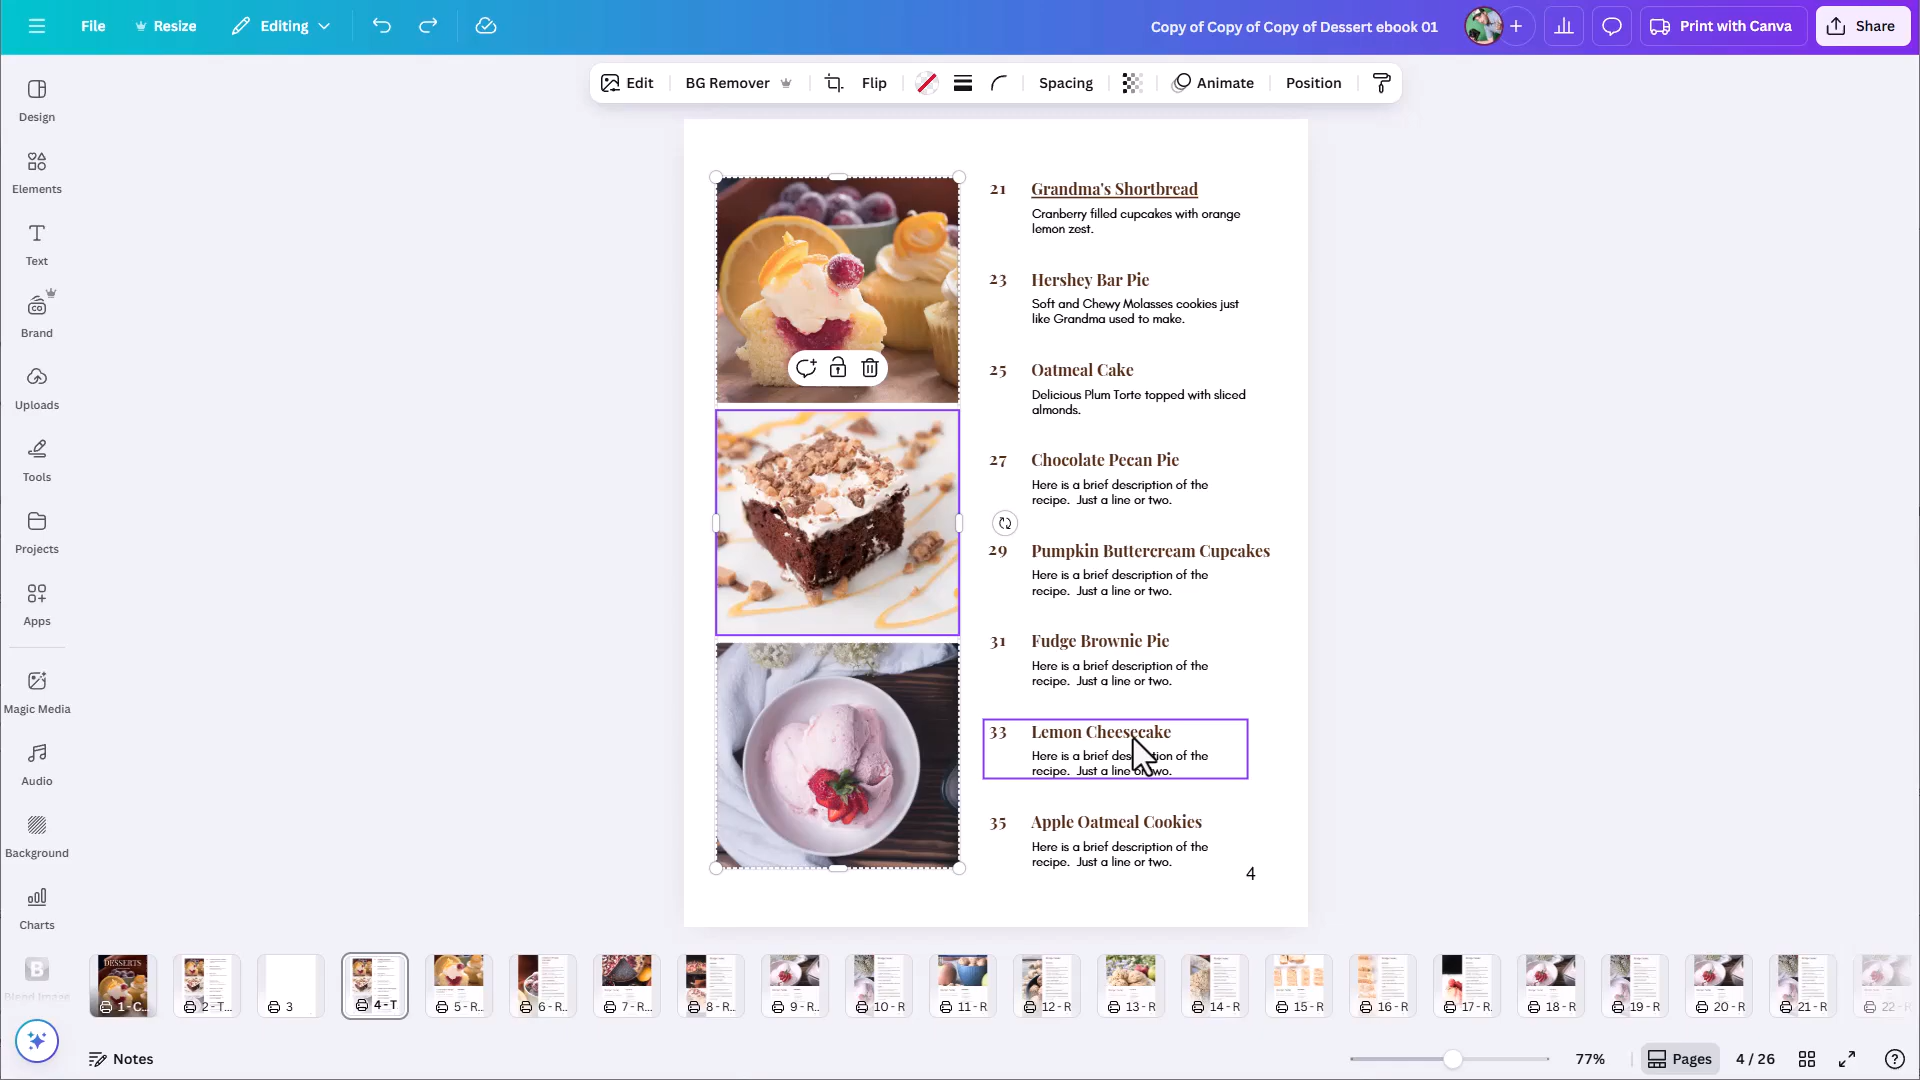 File
Resize
Editing
Copy of Copy of Copy of Dessert ebook 01
Print with Canva
Share
Edit
BG Remover
Flip
Spacing
Animate
Position
Design
Elements
Text
Brand
Uploads
Tools
Projects
Apps
Magic Media
Audio
Background
Charts
21 Grandma's Shortbread
Cranberry filled cupcakes with orange
lemon zest.
23 Hershey Bar Pie
Soft and Chewy Molasses cookies just
like Grandma used to make.
25 Oatmeal Cake
Delicious Plum Torte topped with sliced
almonds.
27 Chocolate Pecan Pie
Here is a brief description of the
recipe. Just a line or two.
29 Pumpkin Buttercream Cupcakes
Here is a brief description of the
recipe. Just a line or two.
31 Fudge Brownie Pie
Here is a brief description of the
recipe. Just a line or two.
33 Lemon Cheesecake
Here is a brief description of the
recipe. Just a line or two.
35 Apple Oatmeal Cookies
Here is a brief description of the
recipe. Just a line or two.
4
DESSERTS
1 - C...
2 - T...
3
4 - T
5 - R...
6 - R...
7 - R...
8 - R...
9 - R...
10 - R
11 - R
12 - R
13 - R
14 - R
15 - R
16 - R
17 - R
18 - R
19 - R
20 - R
21 - R
22 - R
Notes
77%
Pages
4 / 26